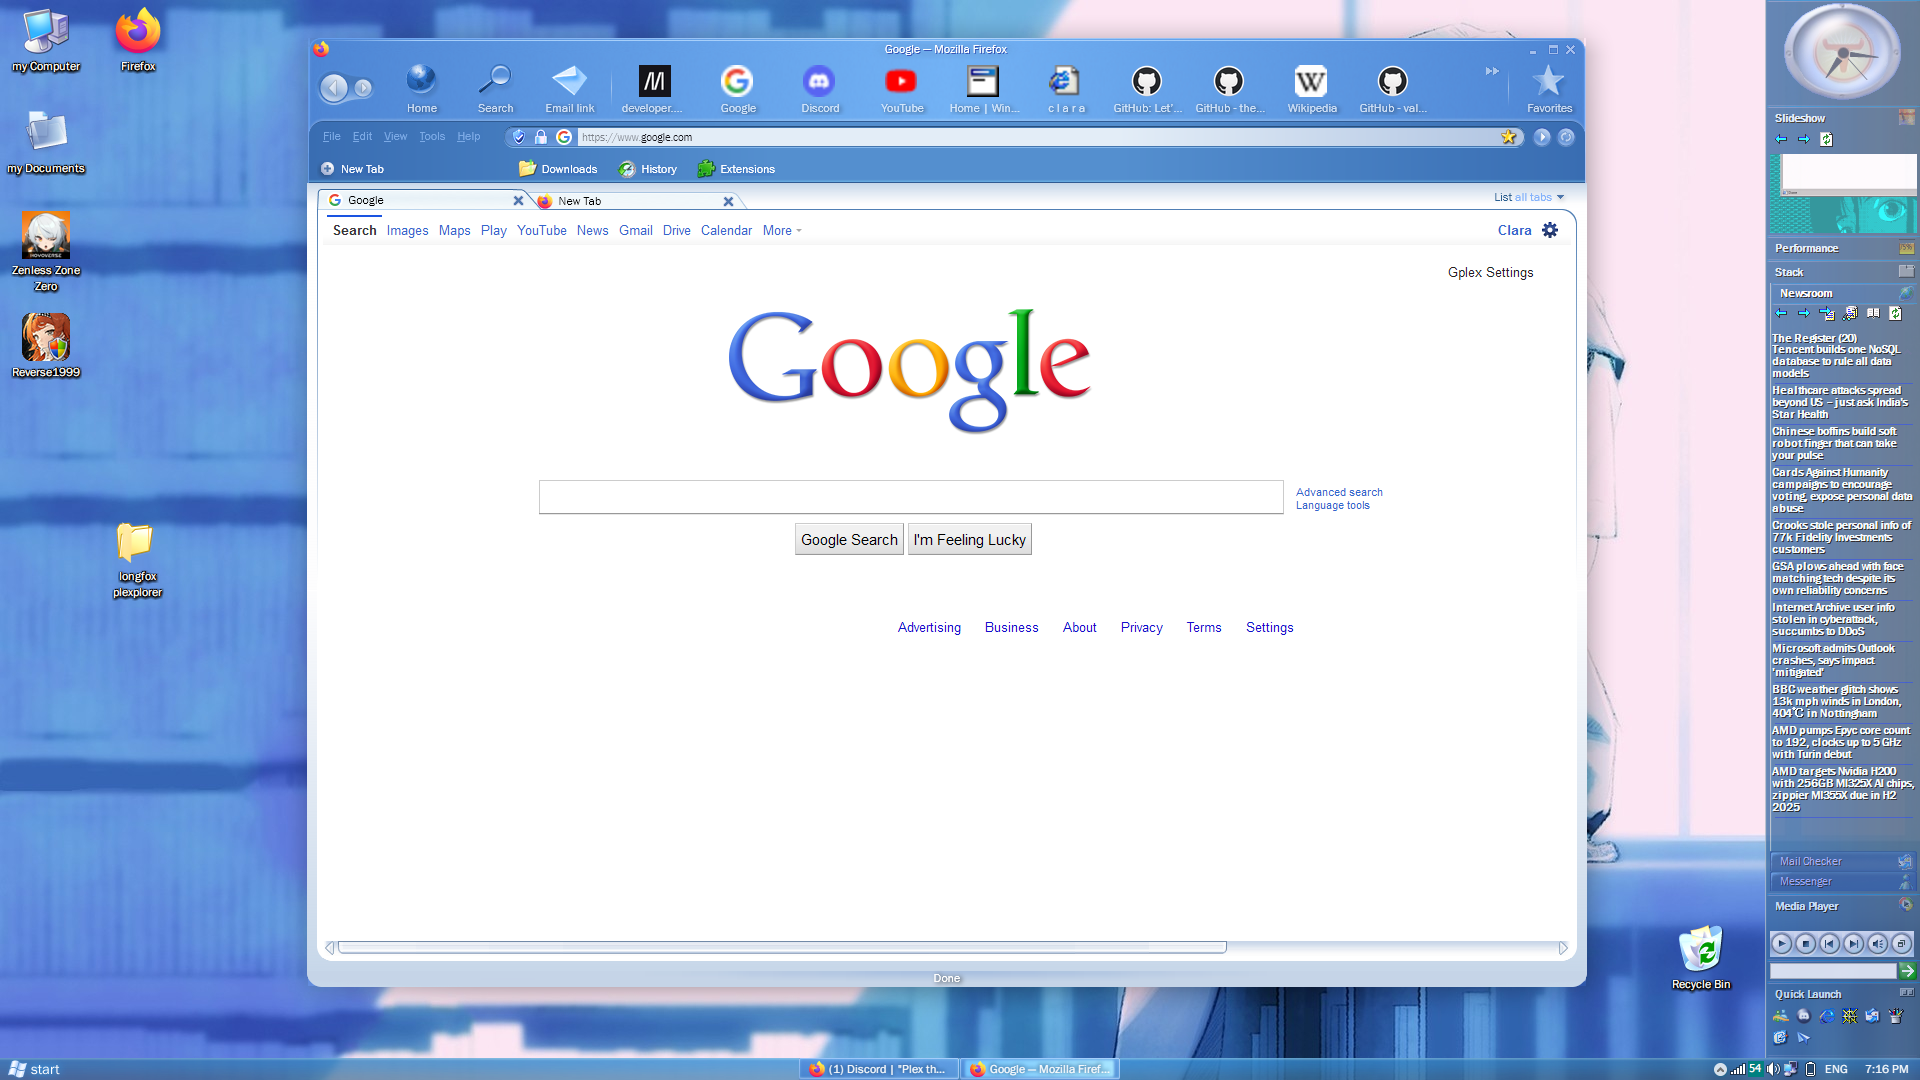 my Computer
Firefox
my Documents
Zenless Zone
Zero
Reverse1999
longfox
plexplorer
Recycle Bin
Google — Mozilla Firefox
Home
Search
Email link
developer....
Google
Discord
YouTube
Home | Win...
c l a r a
GitHub: Let'...
GitHub - the...
Wikipedia
GitHub - val...
Favorites
File Edit View Tools Help
https://www.google.com
New Tab
Downloads
History
Extensions
Google
New Tab
List all tabs
Search Images Maps Play YouTube News Gmail Drive Calendar More
Clara
Gplex Settings
Google
Advanced search
Language tools
Google Search
I'm Feeling Lucky
Advertising Business About Privacy Terms Settings
Done
Slideshow
Performance
Stack
Newsroom
The Register (20)
Tencent builds one NoSQL
database to rule all data
models
Healthcare attacks spread
beyond US – just ask India's
Star Health
Chinese boffins build soft
robot finger that can take
your pulse
Cards Against Humanity
campaigns to encourage
voting, expose personal data
abuse
Crooks stole personal info of
77k Fidelity Investments
customers
GSA plows ahead with face
matching tech despite its
own reliability concerns
Internet Archive user info
stolen in cyberattack,
succumbs to DDoS
Microsoft admits Outlook
crashes, says impact
'mitigated'
BBC weather glitch shows
13k mph winds in London,
404℃ in Nottingham
AMD pumps Epyc core count
to 192, clocks up to 5 GHz
with Turin debut
AMD targets Nvidia H200
with 256GB MI325X AI chips,
zippier MI355X due in H2
2025
Mail Checker
Messenger
Media Player
Quick Launch
start
(1) Discord | "Plex th...
Google — Mozilla Firef...
54
ENG
7:16 PM